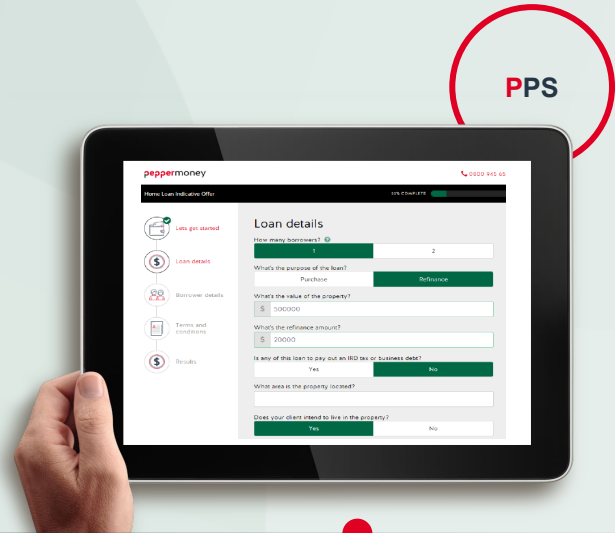 PPS
peppermoney
0800 945 65
Home Loan Indicative Offer
33% COMPLETE
Lets get started
Loan details
Borrower details
Terms and
conditions
Results
Loan details
How many borrowers?
1 2
What's the purpose of the loan?
Purchase Refinance
What's the value of the property?
$ 500000
What's the refinance amount?
$ 20000
Is any of this loan to pay out an IRD tax or business debt?
Yes No
What area is the property located?
Does your client intend to live in the property?
Yes No